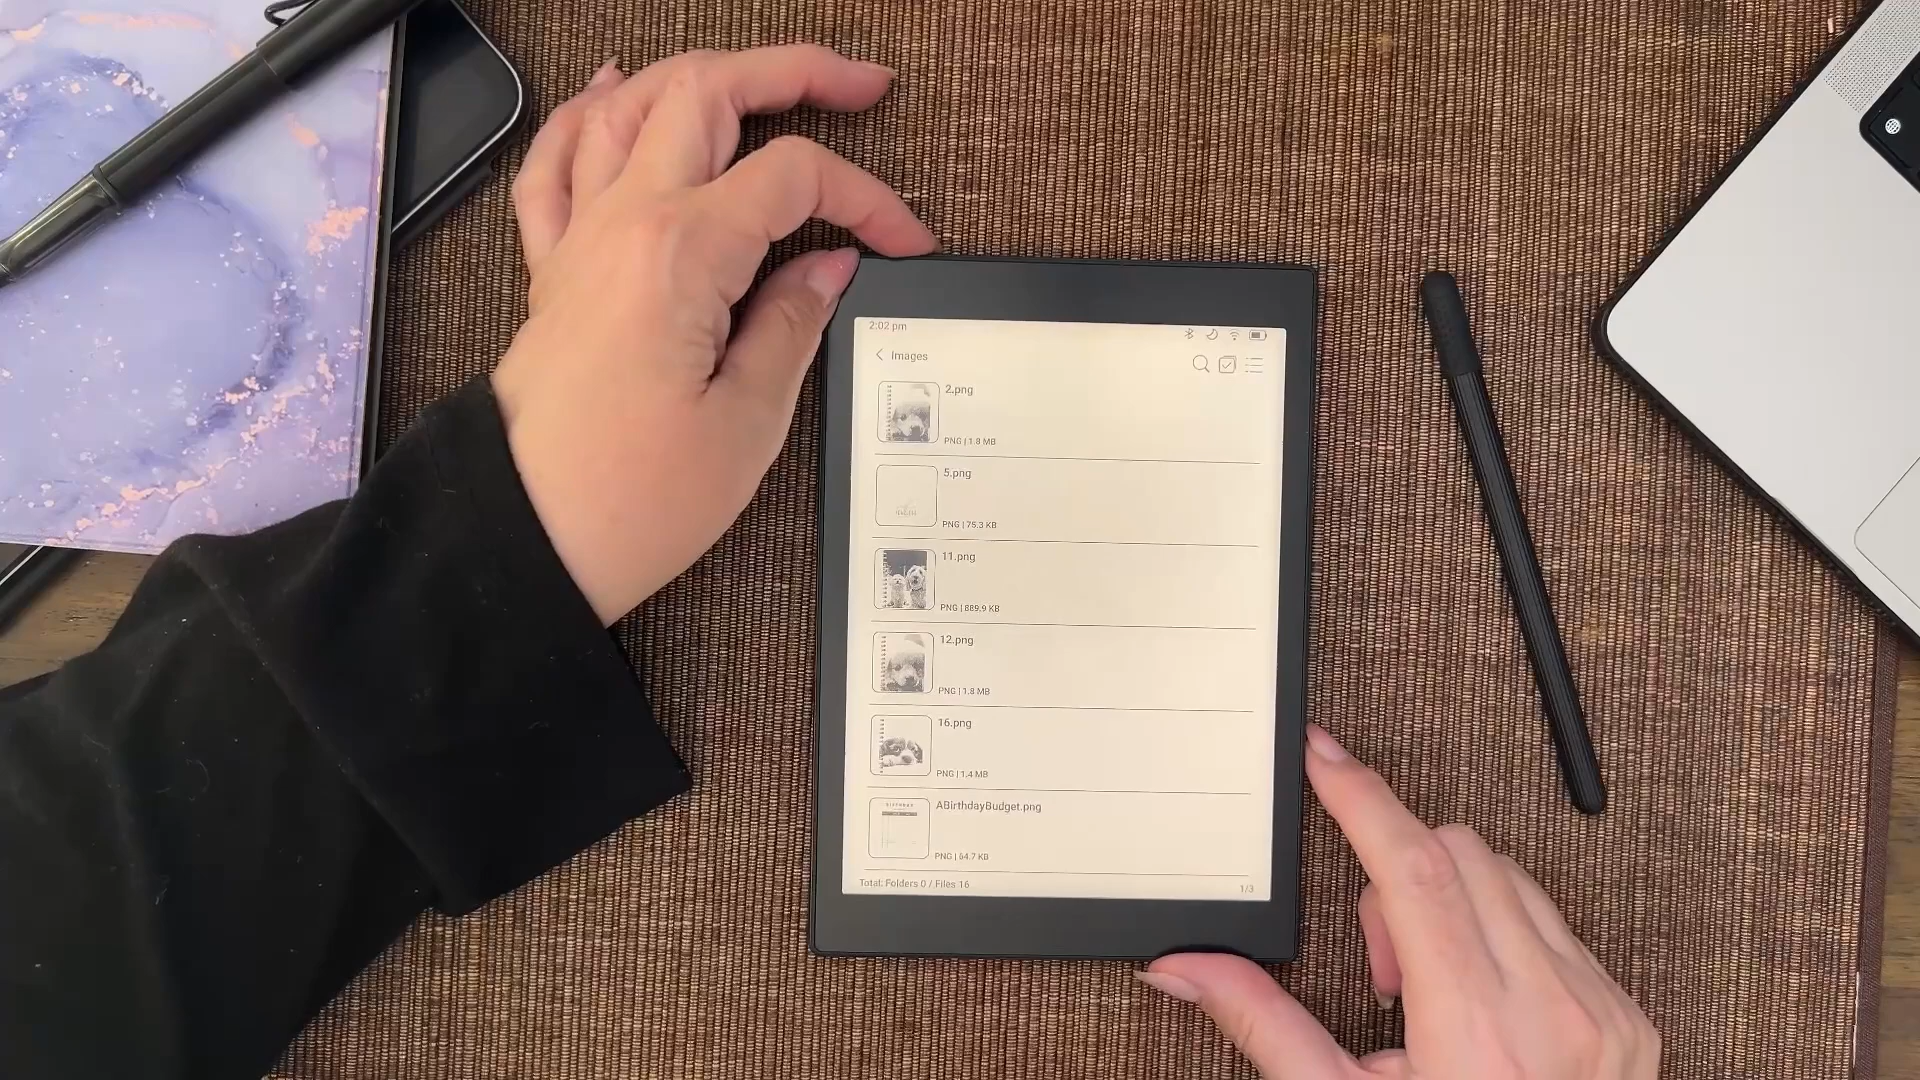 2:02 pm
Images
2.png
PNG | 1.8 MB
5.png
PNG | 75.3 KB
11.png
PNG | 889.9 KB
12.png
PNG | 1.8 MB
16.png
PNG | 1.4 MB
BIRTHDAY
ABirthdayBudget.png
PNG | 64.7 KB
Total: Folders 0 / Files 16
1/3